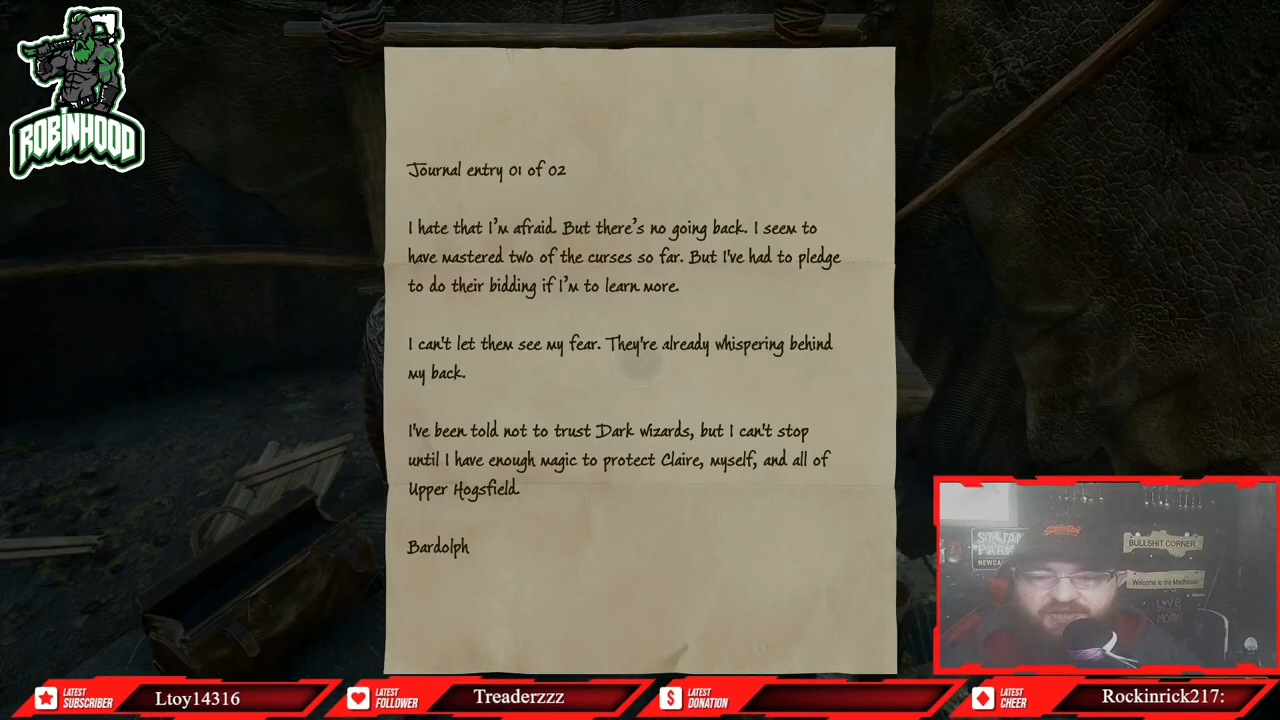 ROBINHOOD
Journal entry 01 of 02
I hate that I'm afraid. But there's no going back. I seem to
have mastered two of the curses so far. But I've had to pledge
to do their bidding if I'm to learn more.
I can't let them see my fear. They're already whispering behind
my back.
I've been told not to trust Dark Wizards, but I can't stop
until I have enough magic to protect Claire, myself, and all of
Upper Hogsfield.
Bardolph
BULLSHIT CORNER
Welcome to the Madhouse
LATEST
SUBSCRIBER
Ltoy14316
LATEST
FOLLOWER
Treaderzzz
LATEST
DONATION
LATEST
CHEER
Rockinrick217: